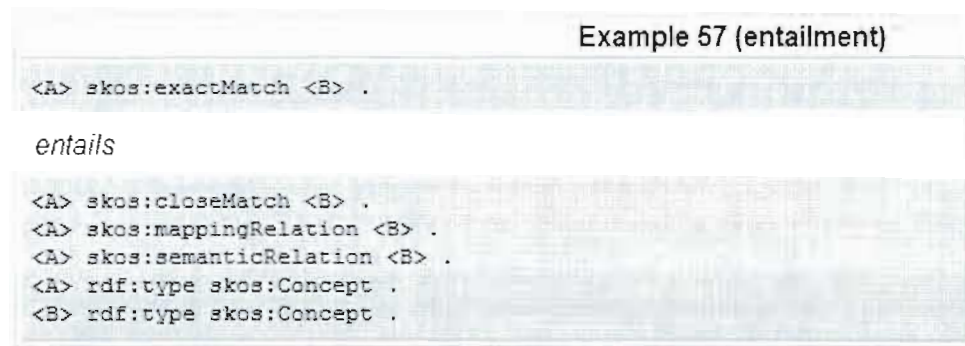 Example 57 (entailment)
<A> skos:exactMatch <B> .
entails
<A> skos:closeMatch <B> .
<A> skos:mappingRelation <B> .
<A> skos:semanticRelation <B> .
<A> rdf:type skos:Concept .
<B> rdf:type skos:Concept .